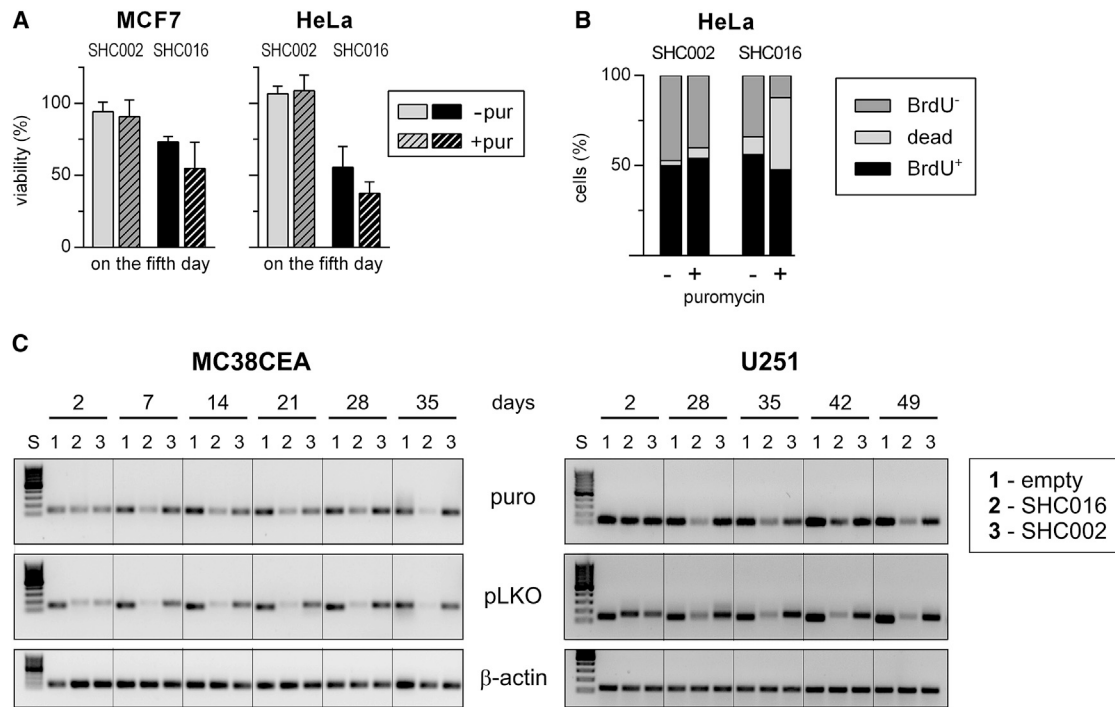 A
MCF7
HeLa
SHC002 SHC016
SHC002 SHC016
viability (%)
100
50
0
on the fifth day
on the fifth day
-pur
+pur
B
HeLa
SHC002 SHC016
cells (%)
100
50
- + - +
puromycin
BrdU-
dead
BrdU+
C
MC38CEA
U251
2 7 14 21 28 35 days 2 28 35 42 49
S 1 2 3 1 2 3 1 2 3 1 2 3 1 2 3 1 2 3
S 1 2 3 1 2 3 1 2 3 1 2 3 1 2 3
puro
pLKO
β-actin
1 - empty
2 - SHC016
3 - SHC002